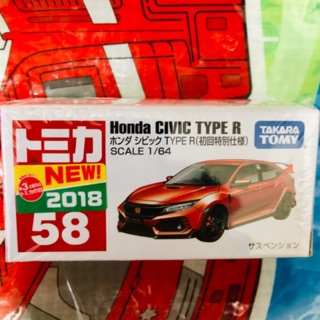 トミカ
NEW!
2018
58
Honda CIVIC TYPE R
ホンダ シビック TYPE R(初回特別仕様)
SCALE 1/64
TAKARA
TOMY
サスペンション